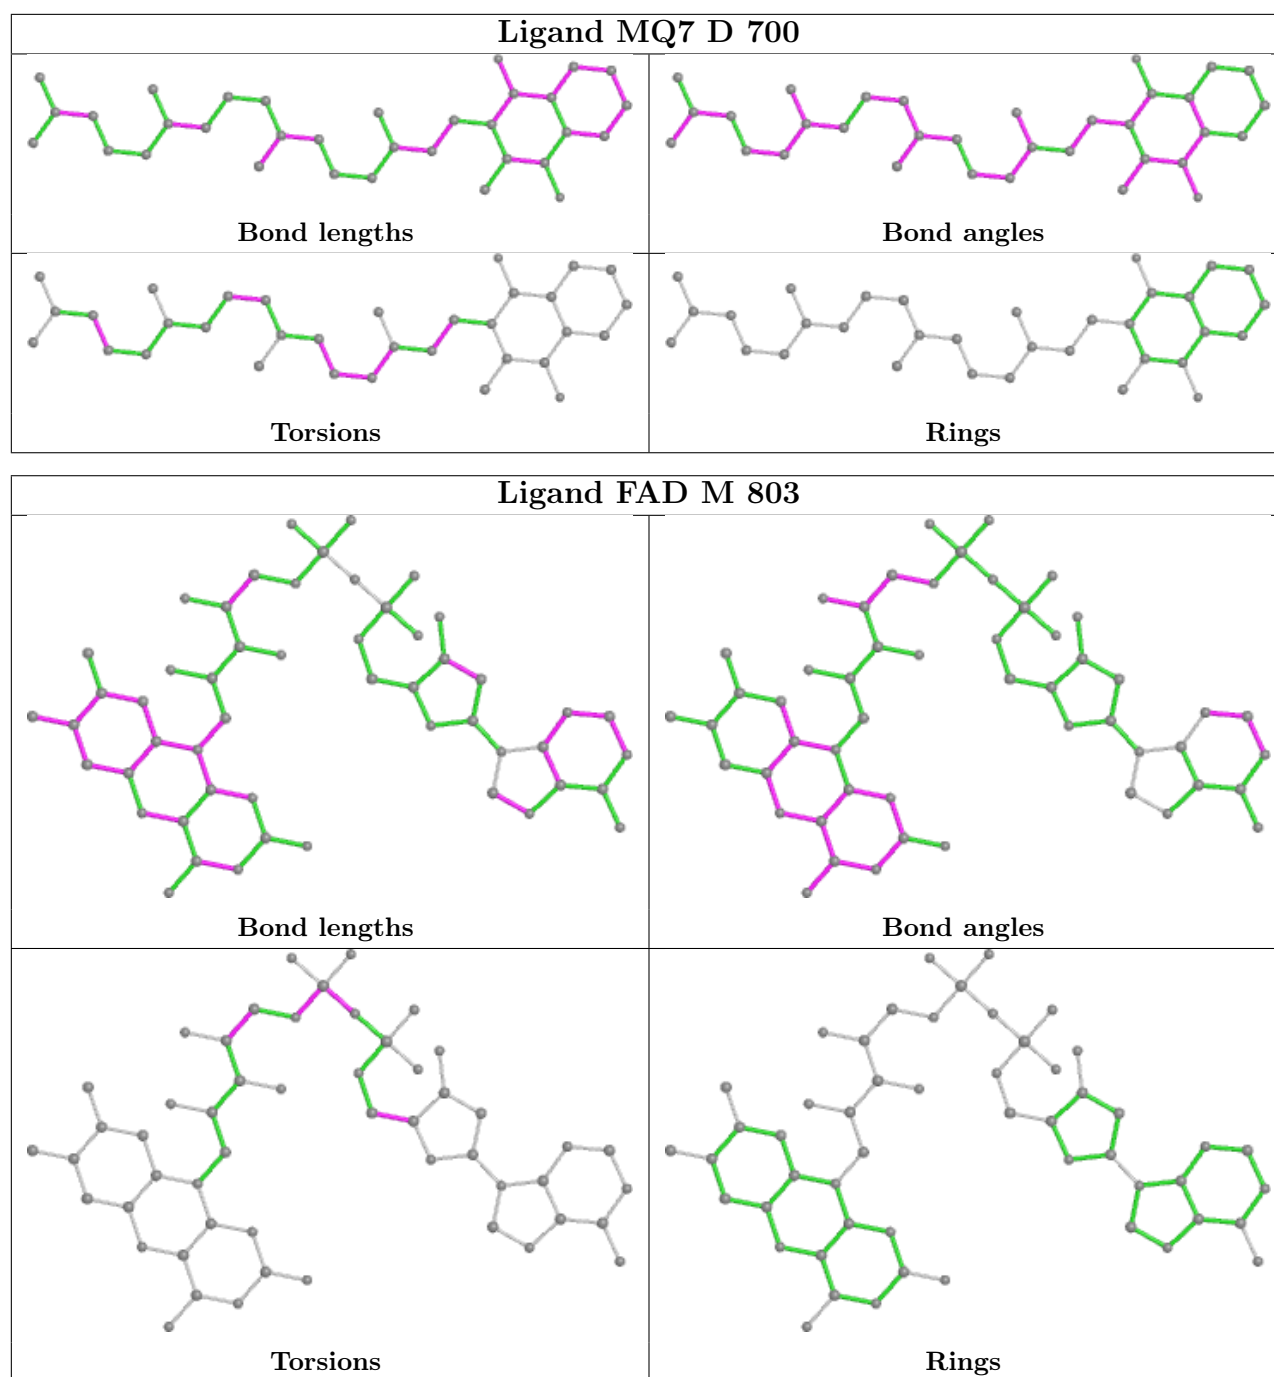 Ligand MQ7 D 700
Bond lengths
Bond angles
Torsions
Rings
Ligand FAD M 803
Bond lengths
Bond angles
Torsions
Rings